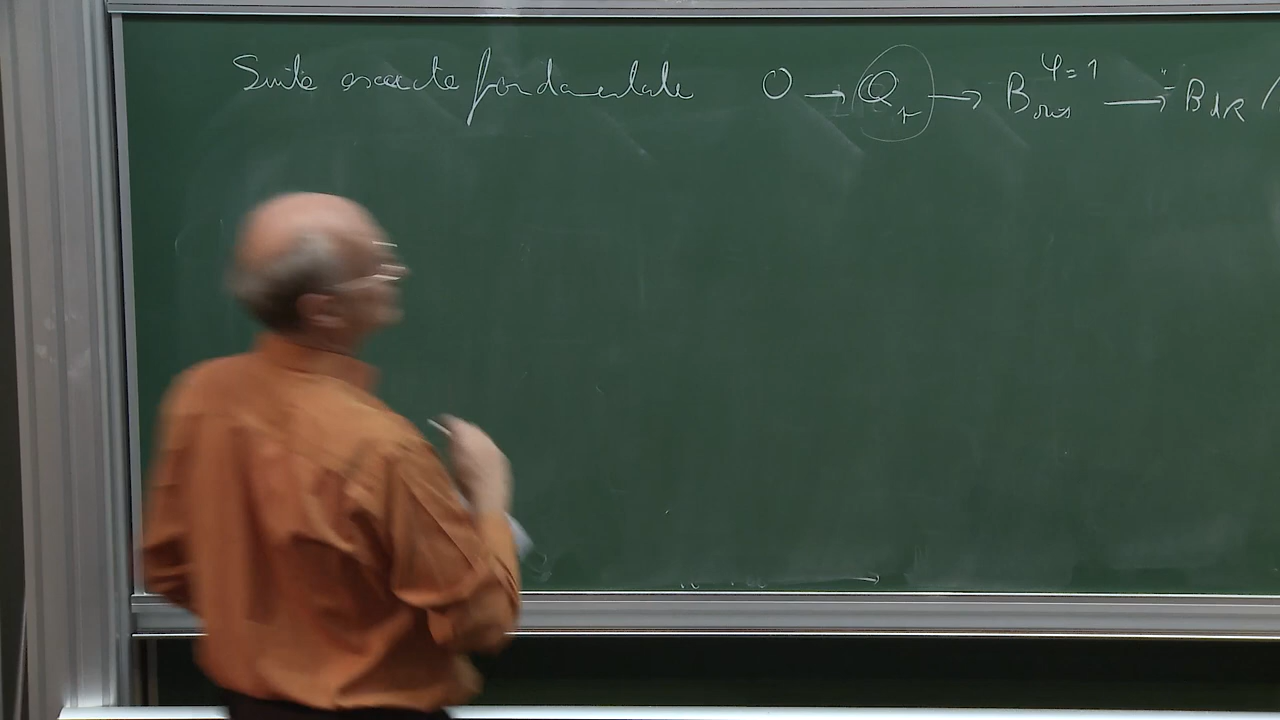 Suite exacte fondamentale 0 → Qp → Bcris^φ=1 → BdR /